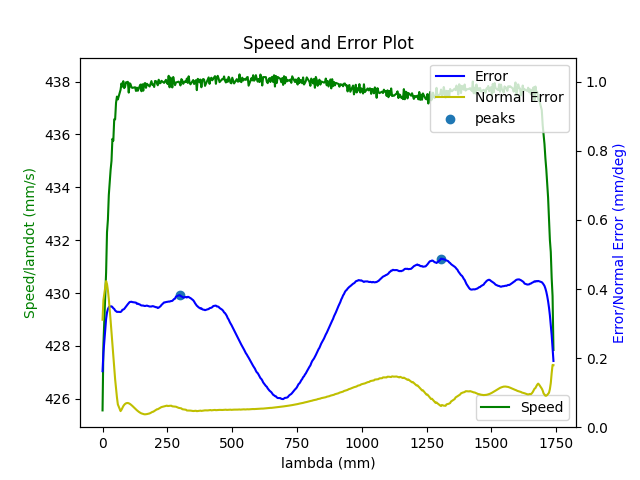 Speed and Error Plot
Error
Normal Error
peaks
Speed
Speed/lamdot (mm/s)
438
436
434
432
430
428
426
1.0
0.8
0.6
0.4
0.2
0.0
Error/Normal Error (mm/deg)
0 250 500 750 1000 1250 1500 1750
lambda (mm)